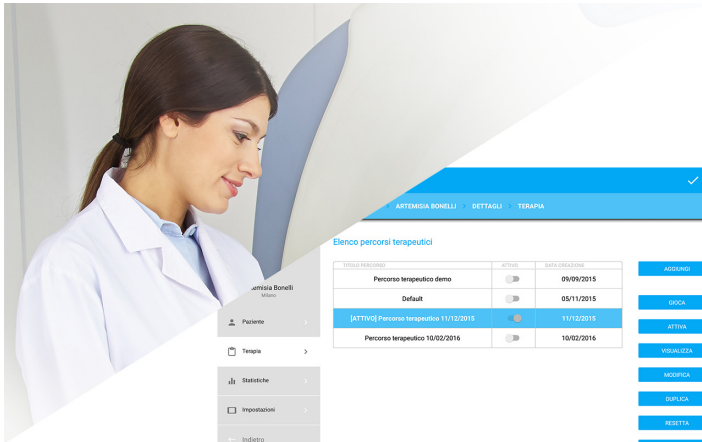 ARTEMISIA BONELLI > DETTAGLI > TERAPIA
Elenco percorsi terapeutici
TITOLO PERCORSO ATTIVO DATA CREAZIONE
Percorso terapeutico demo 09/09/2015
Default 05/11/2015
[ATTIVO] Percorso terapeutico 11/12/2015 11/12/2015
Percorso terapeutico 10/02/2016 10/02/2016
Bonelli
Milano
Paziente
Terapia
Statistiche
Impostazioni
Indietro
AGGIUNGI
GIOCA
ATTIVA
VISUALIZZA
MODIFICA
DUPLICA
RESETTA